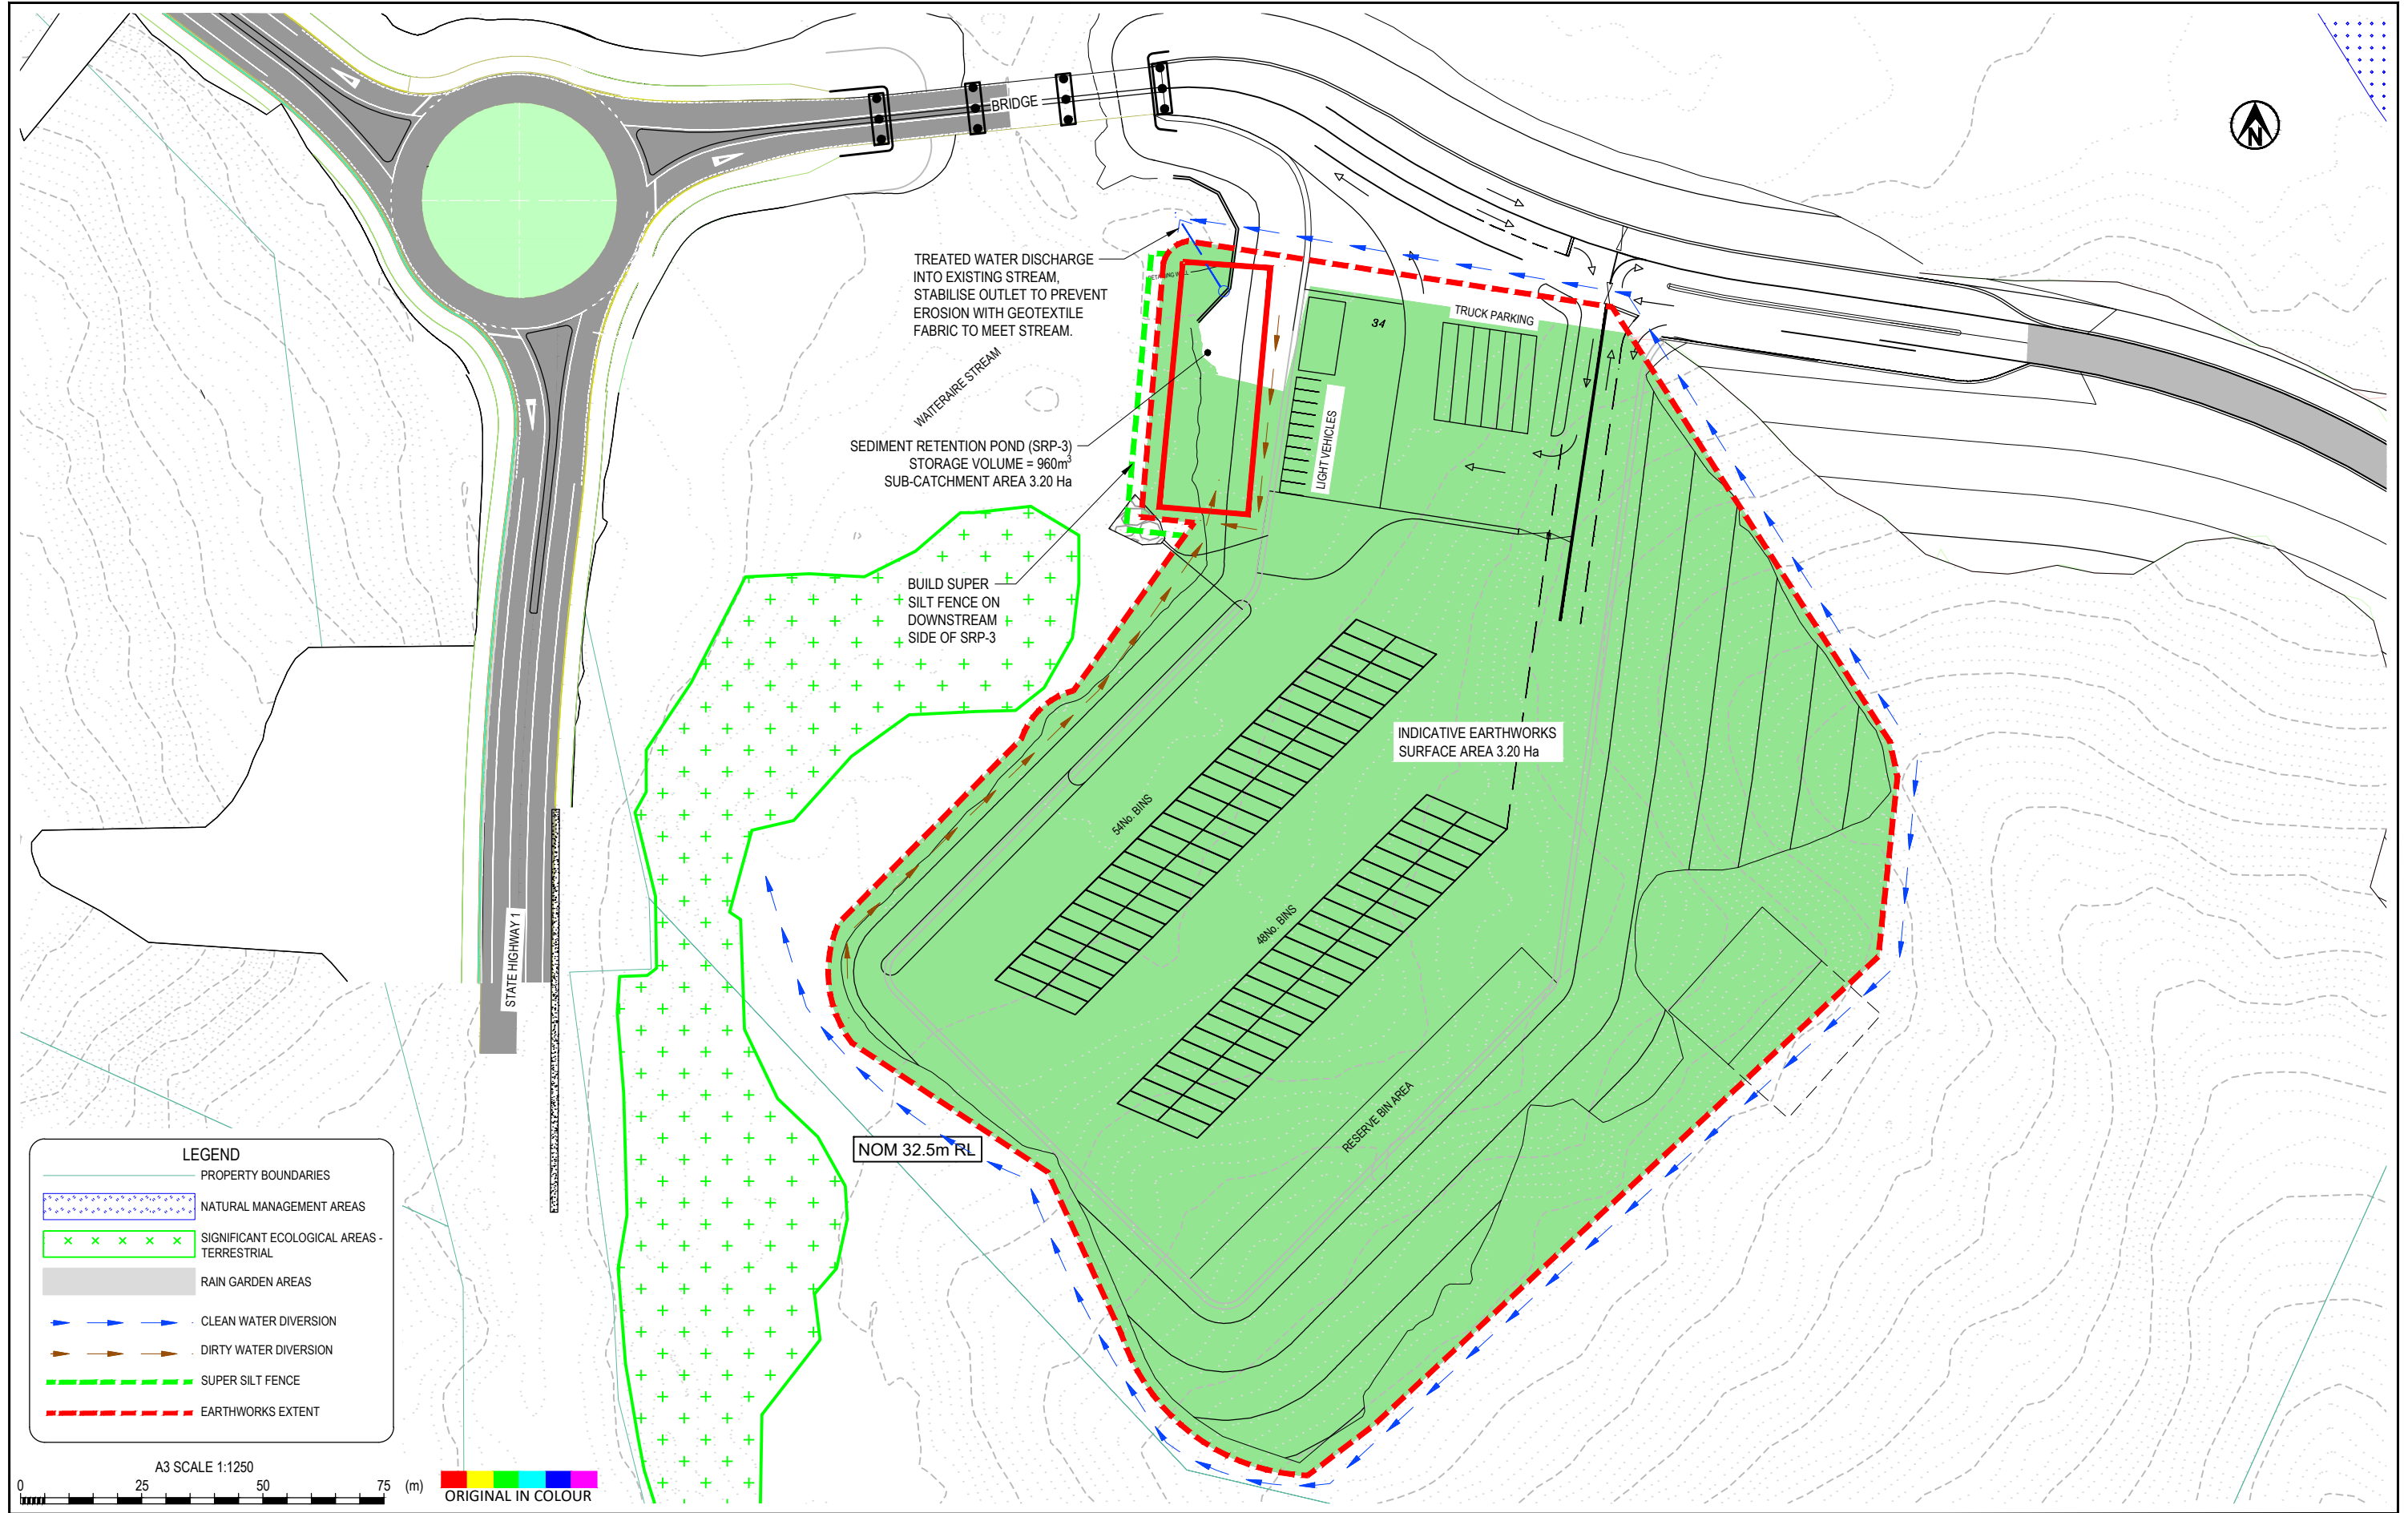 BRIDGE
N
TREATED WATER DISCHARGE
INTO EXISTING STREAM,
STABILISE OUTLET TO PREVENT
EROSION WITH GEOTEXTILE
FABRIC TO MEET STREAM.
34
TRUCK PARKING
WAITERAIRE STREAM
LIGHT VEHICLES
SEDIMENT RETENTION POND (SRP-3)
STORAGE VOLUME = 960m³
SUB-CATCHMENT AREA 3.20 Ha
BUILD SUPER
SILT FENCE ON
DOWNSTREAM
SIDE OF SRP-3
INDICATIVE EARTHWORKS
SURFACE AREA 3.20 Ha
54No. BINS
48No. BINS
STATE HIGHWAY 1
RESERVE BIN AREA
NOM 32.5m RL
LEGEND
PROPERTY BOUNDARIES
NATURAL MANAGEMENT AREAS
SIGNIFICANT ECOLOGICAL AREAS -
TERRESTRIAL
RAIN GARDEN AREAS
CLEAN WATER DIVERSION
DIRTY WATER DIVERSION
SUPER SILT FENCE
EARTHWORKS EXTENT
A3 SCALE 1:1250
0 25 50 75 (m)
ORIGINAL IN COLOUR